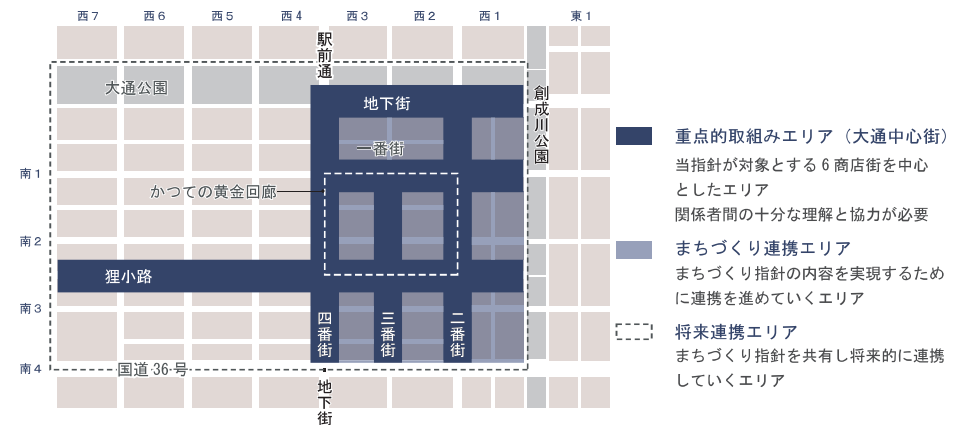 西7
西6
西5
西4
西3
西2
西1
東1
駅前通
大通公園
地下街
創成川公園
一番街
南1
かつての黄金回廊
南2
狸小路
南3
四番街
三番街
二番街
南4
国道36号
地下街
重点的取組みエリア（大通中心街）
当指針が対象とする6商店街を中心
としたエリア
関係者間の十分な理解と協力が必要
まちづくり連携エリア
まちづくり指針の内容を実現するため
に連携を進めていくエリア
将来連携エリア
まちづくり指針を共有し将来的に連携
していくエリア